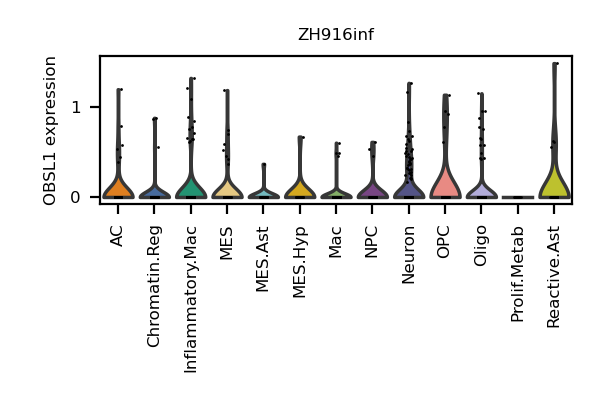 ZH916inf
OBSL1 expression
1
0
AC
Chromatin.Reg
Inflammatory.Mac
MES
MES.Ast
MES.Hyp
Mac
NPC
Neuron
OPC
Oligo
Prolif.Metab
Reactive.Ast